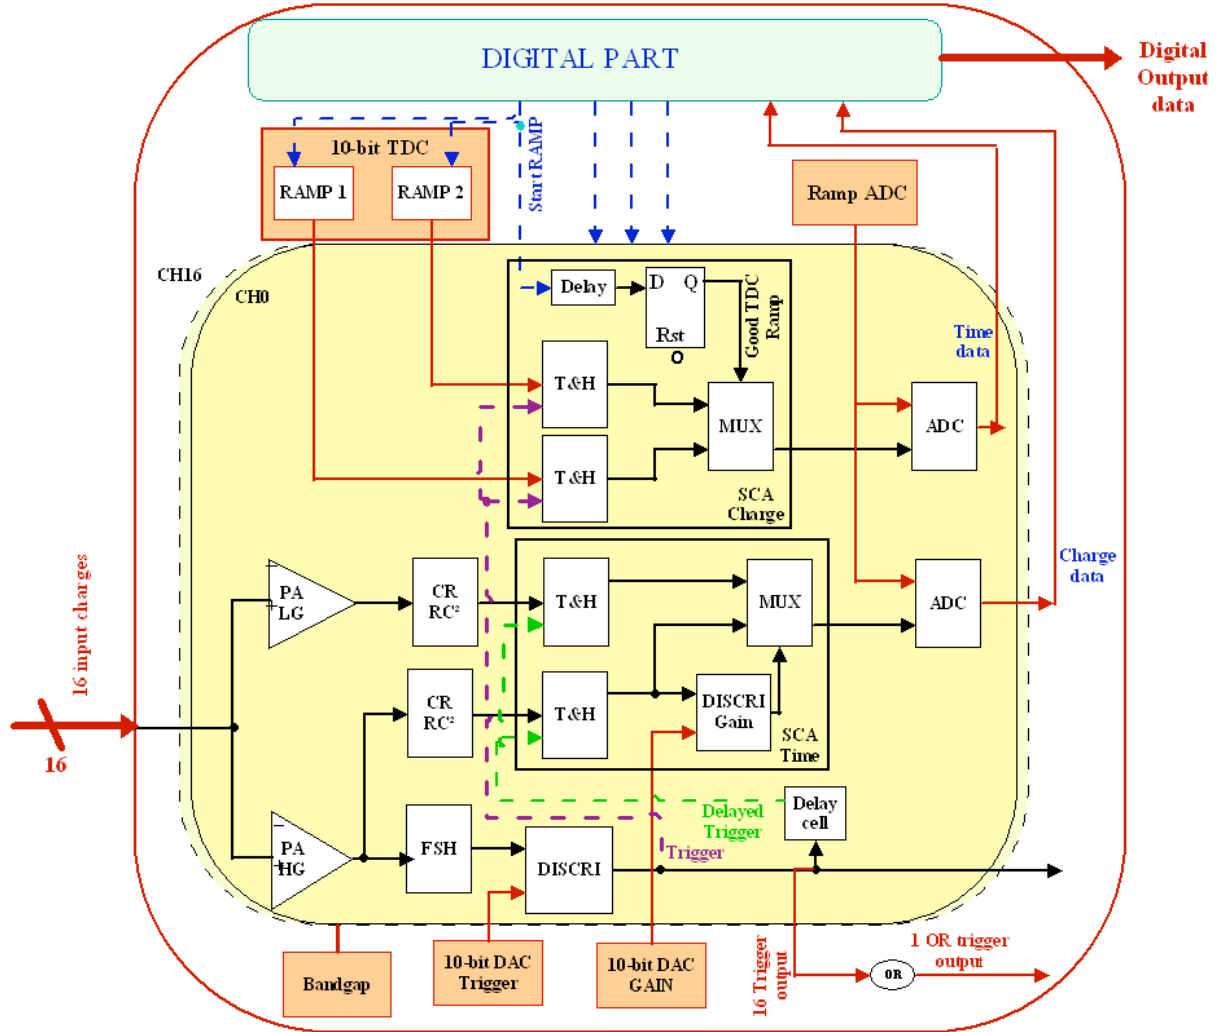 DIGITAL PART
Digital
Output
data
10-bit TDC
RAMP 1
RAMP 2
Start RAMP
Ramp ADC
CH16
CH0
Delay
D Q
Rst
Good TDC
Ramp
Time
data
T&H
MUX
ADC
T&H
SCA
Charge
16 input charges
16
PA
LG
CR
RC²
T&H
MUX
ADC
Charge
data
CR
RC²
T&H
DISCRI
Gain
SCA
Time
PA
HG
FSH
DISCRI
Delayed
Trigger
Delay
cell
Trigger
Bandgap
10-bit DAC
Trigger
10-bit DAC
GAIN
16 Trigger
output
OR
1 OR trigger
output